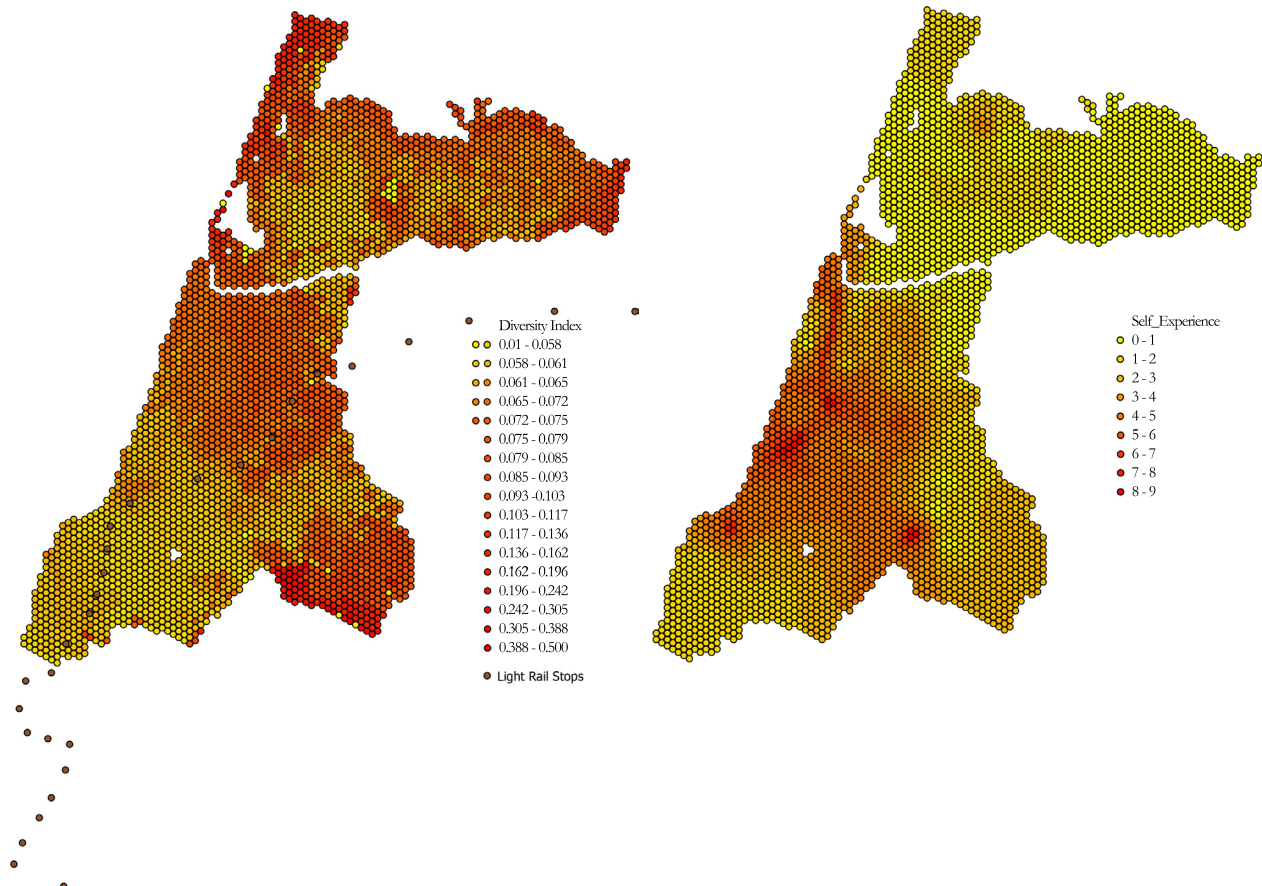 Diversity Index
0.01 - 0.058
0.058 - 0.061
0.061 - 0.065
0.065 - 0.072
0.072 - 0.075
0.075 - 0.079
0.079 - 0.085
0.085 - 0.093
0.093 -0.103
0.103 - 0.117
0.117 - 0.136
0.136 - 0.162
0.162 - 0.196
0.196 - 0.242
0.242 - 0.305
0.305 - 0.388
0.388 - 0.500
Light Rail Stops
Self_Experience
0 - 1
1 - 2
2 - 3
3 - 4
4 - 5
5 - 6
6 - 7
7 - 8
8 - 9